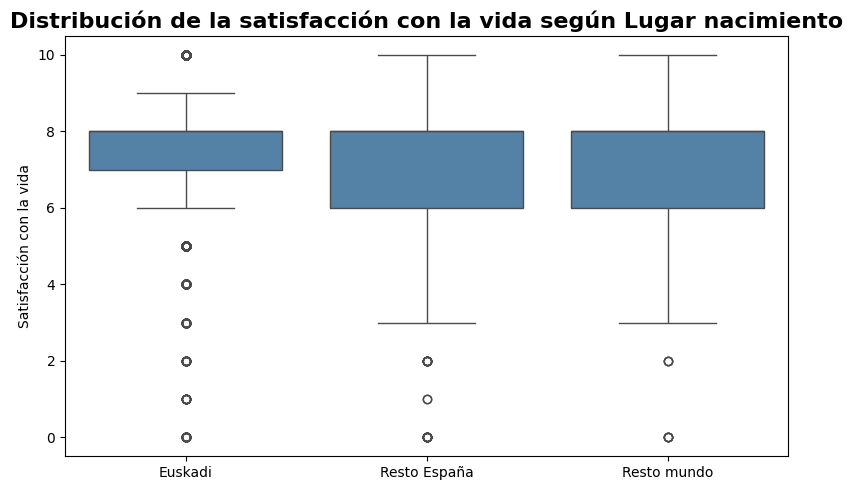 Distribución de la satisfacción con la vida según Lugar nacimiento
Satisfacción con la vida
10
8
6
4
2
0
Euskadi
Resto España
Resto mundo